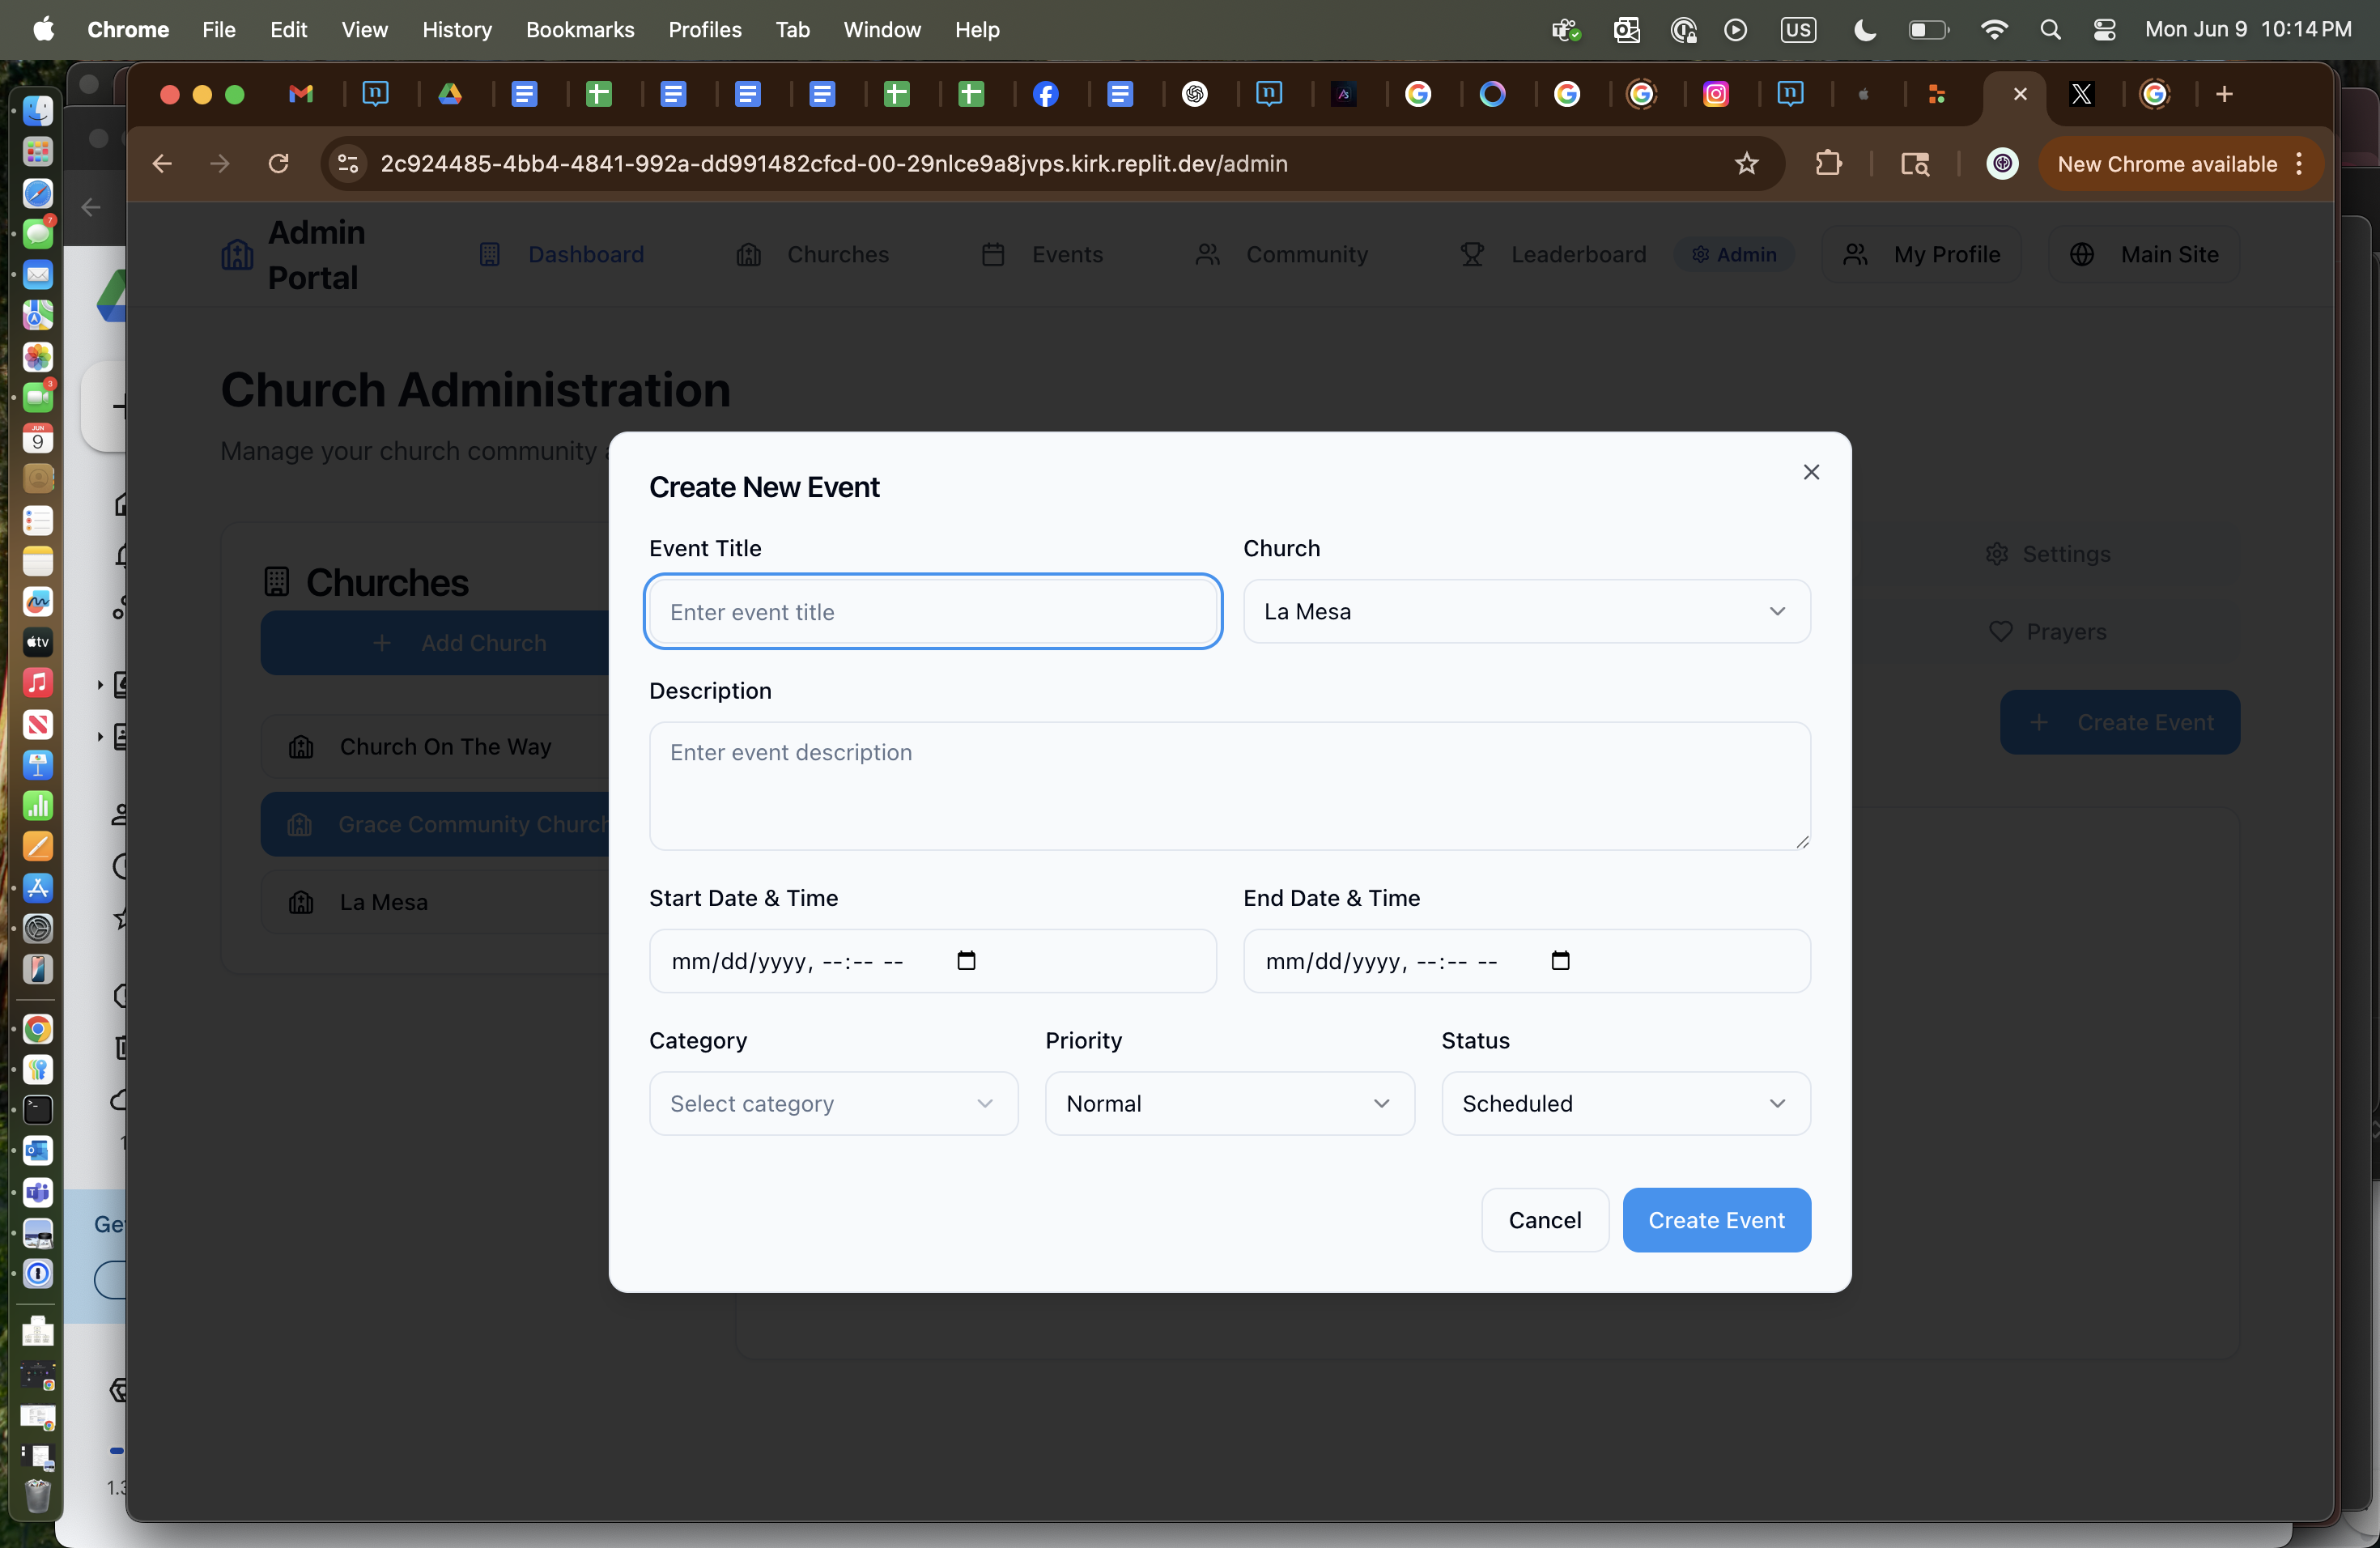 Chrome File Edit View History Bookmarks Profiles Tab Window Help US Mon Jun 9 10:14 PM
2c924485-4bb4-4841-992a-dd991482cfcd-00-29nlce9a8jvps.kirk.replit.dev/admin New Chrome available
Admin Portal Dashboard Churches Events Community Leaderboard Admin My Profile Main Site
Church Administration
Manage your church community
Create New Event
Event Title Church
Enter event title La Mesa
Description
Enter event description
Start Date & Time End Date & Time
mm/dd/yyyy, --:-- -- mm/dd/yyyy, --:-- --
Category Priority Status
Select category Normal Scheduled
Cancel Create Event
Churches
+ Add Church
Church On The Way
Grace Community Church
La Mesa
Settings
Prayers
+ Create Event
7
3
JUN
9
tv